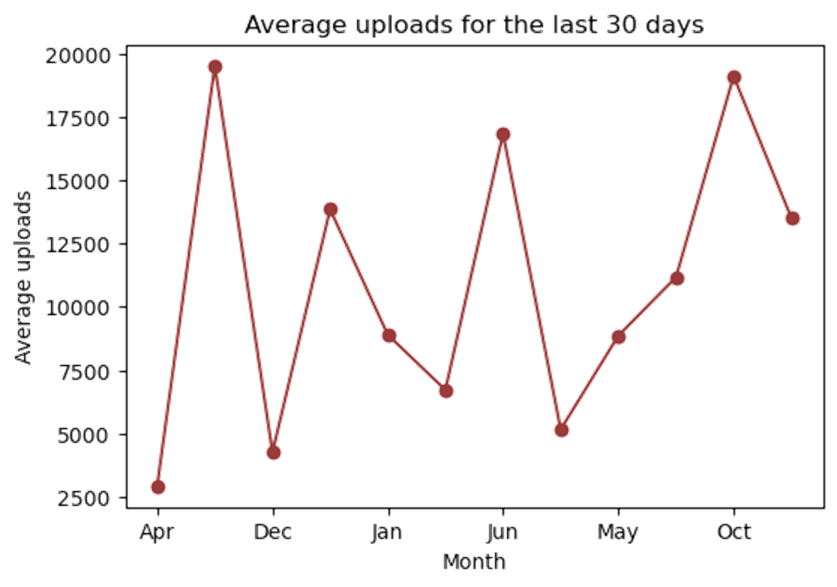 Average uploads for the last 30 days
20000
17500
15000
12500
10000
7500
5000
2500
Average uploads
Apr Dec Jan Jun May Oct
Month